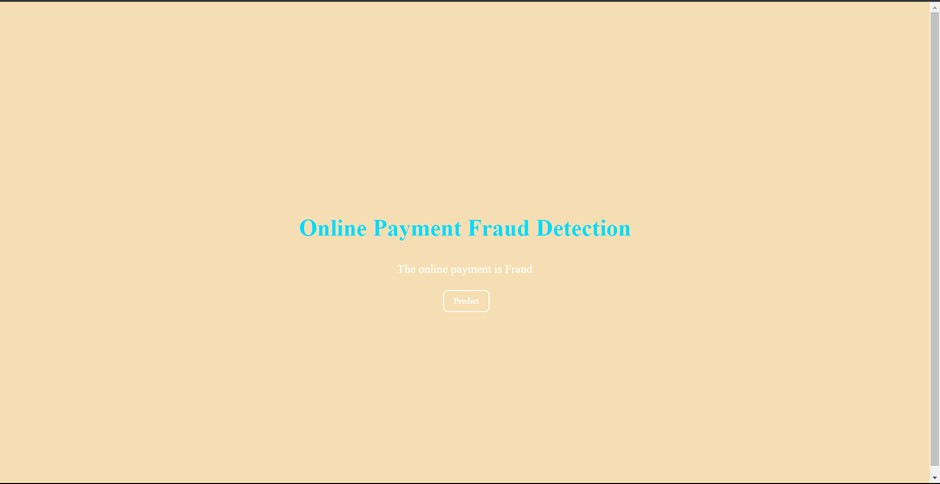 Online Payment Fraud Detection
The online payment is Fraud
Predict